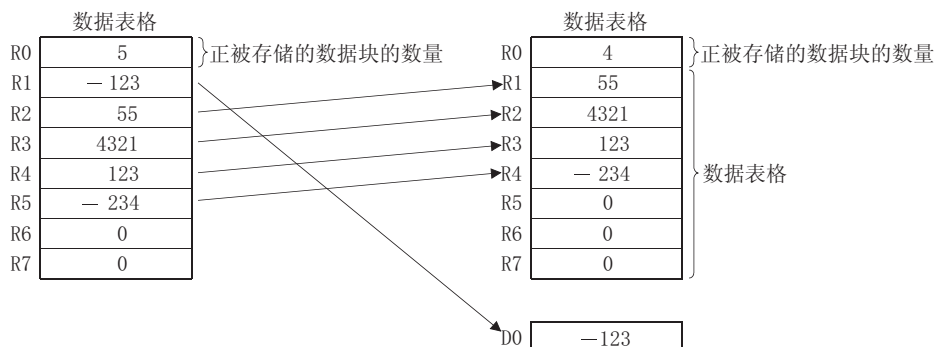 数据表格 数据表格
R0 5 正被存储的数据块的数量 R0 4 正被存储的数据块的数量
R1 －123 R1 55
R2 55 R2 4321
R3 4321 R3 123
R4 123 R4 －234 数据表格
R5 －234 R5 0
R6 0 R6 0
R7 0 R7 0
D0 －123